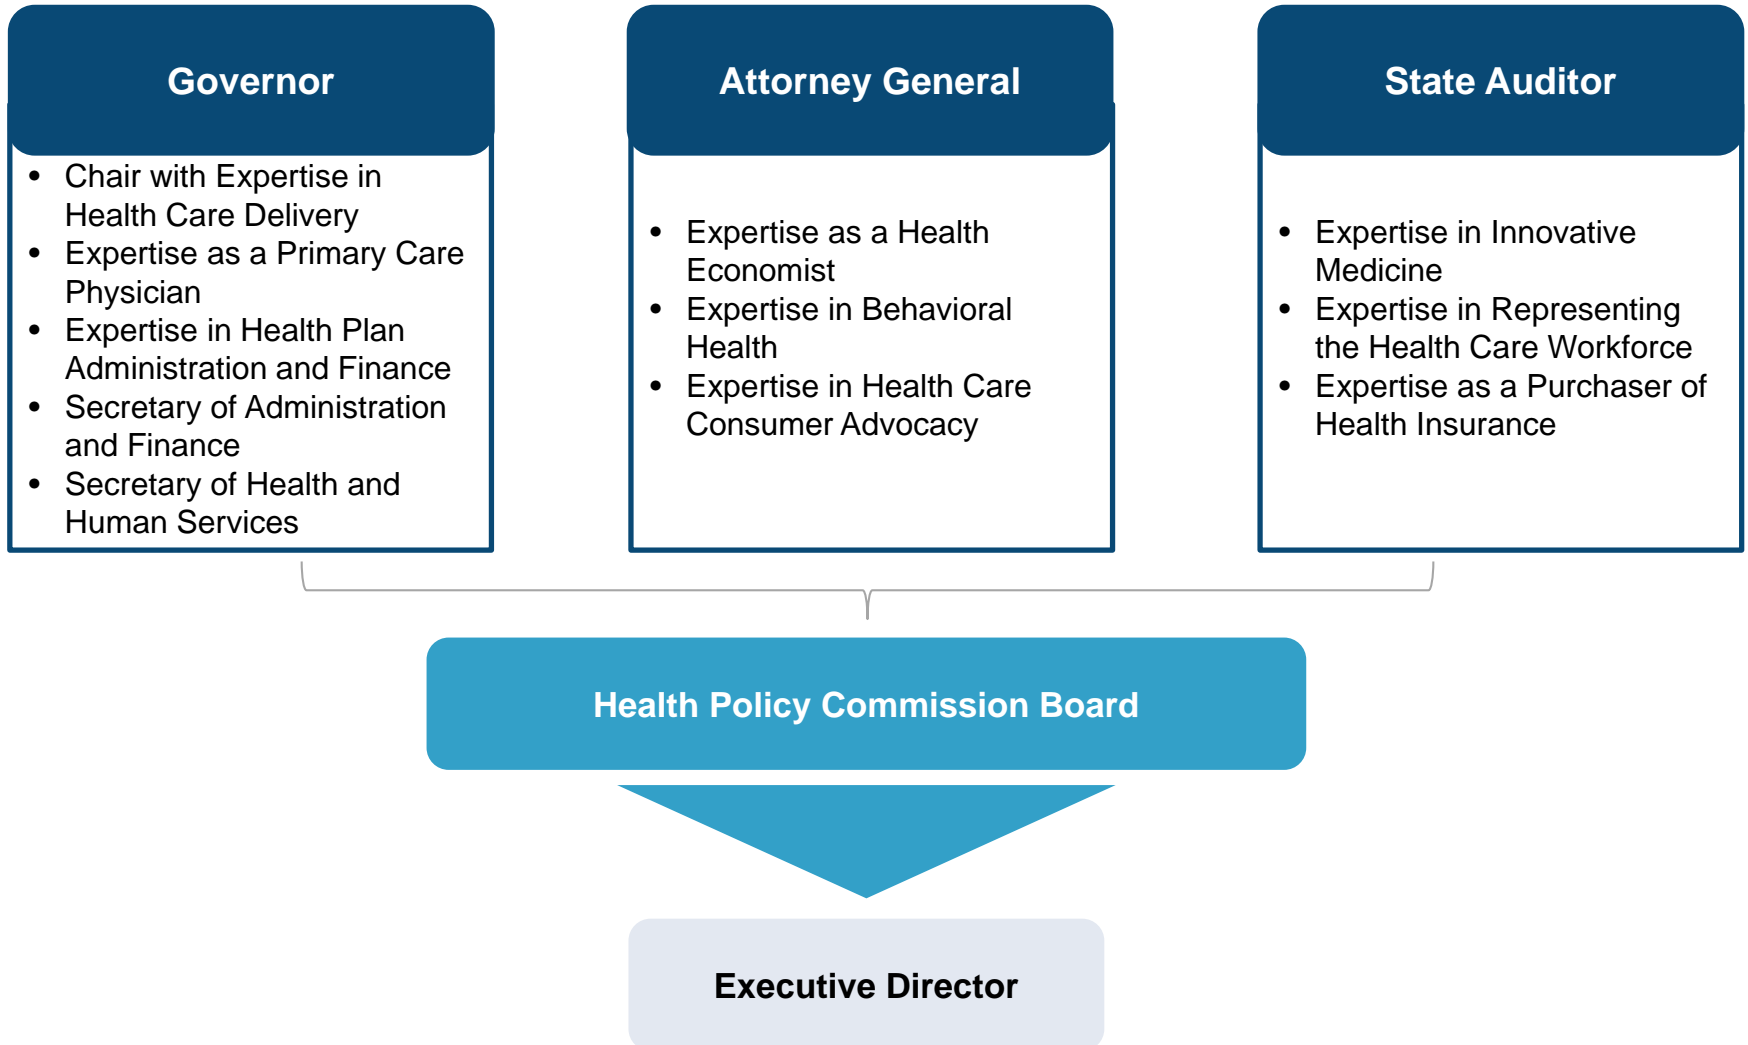 Governor
• Chair with Expertise in
Health Care Delivery
• Expertise as a Primary Care
Physician
• Expertise in Health Plan
Administration and Finance
• Secretary of Administration
and Finance
• Secretary of Health and
Human Services
Attorney General
• Expertise as a Health
Economist
• Expertise in Behavioral
Health
• Expertise in Health Care
Consumer Advocacy
State Auditor
• Expertise in Innovative
Medicine
• Expertise in Representing
the Health Care Workforce
• Expertise as a Purchaser of
Health Insurance
Health Policy Commission Board
Executive Director